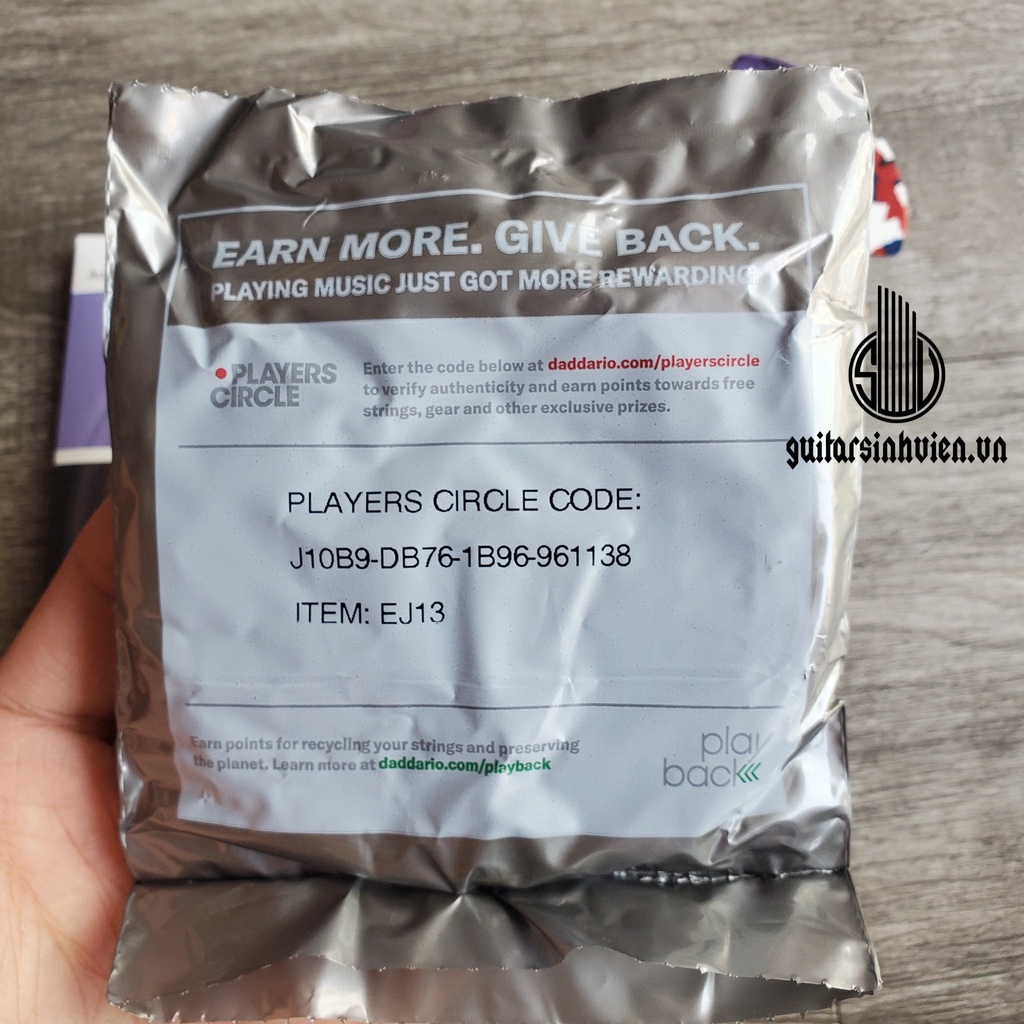 EARN MORE. GIVE BACK.
PLAYING MUSIC JUST GOT MORE REWARDING
PLAYERS
CIRCLE
Enter the code below at daddario.com/playerscircle
to verify authenticity and earn points towards free
strings, gear and other exclusive prizes.
guitarsinhvien.vn
PLAYERS CIRCLE CODE:
J10B9-DB76-1B96-961138
ITEM: EJ13
Earn points for recycling your strings and preserving
the planet. Learn more at daddario.com/playback
play
back